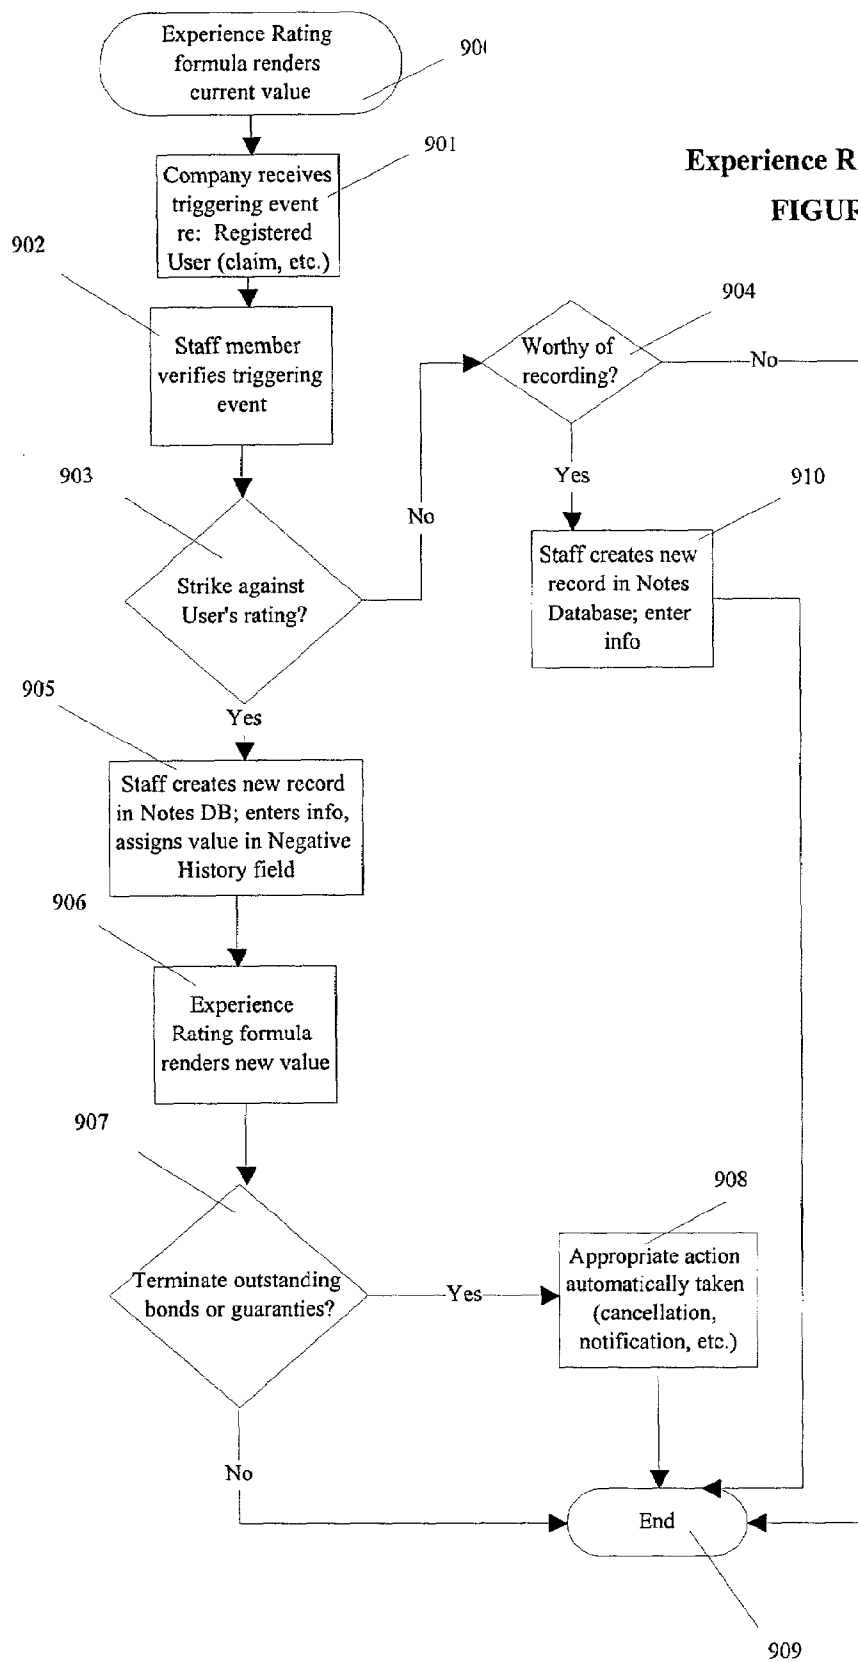 Experience Rating
formula renders
current value
901
Experience R
FIGUR
Company receives
triggering event
re: Registered
User (claim, etc.)
902
904
Staff member
verifies triggering
event
Worthy of
recording?
No
903
Yes
910
No
Staff creates new
record in Notes
Database; enter
info
Strike against
User's rating?
905
Yes
Staff creates new record
in Notes DB; enters info,
assigns value in Negative
History field
906
Experience
Rating formula
renders new value
907
908
Terminate outstanding
bonds or guaranties?
Yes
Appropriate action
automatically taken
(cancellation,
notification, etc.)
No
End
909